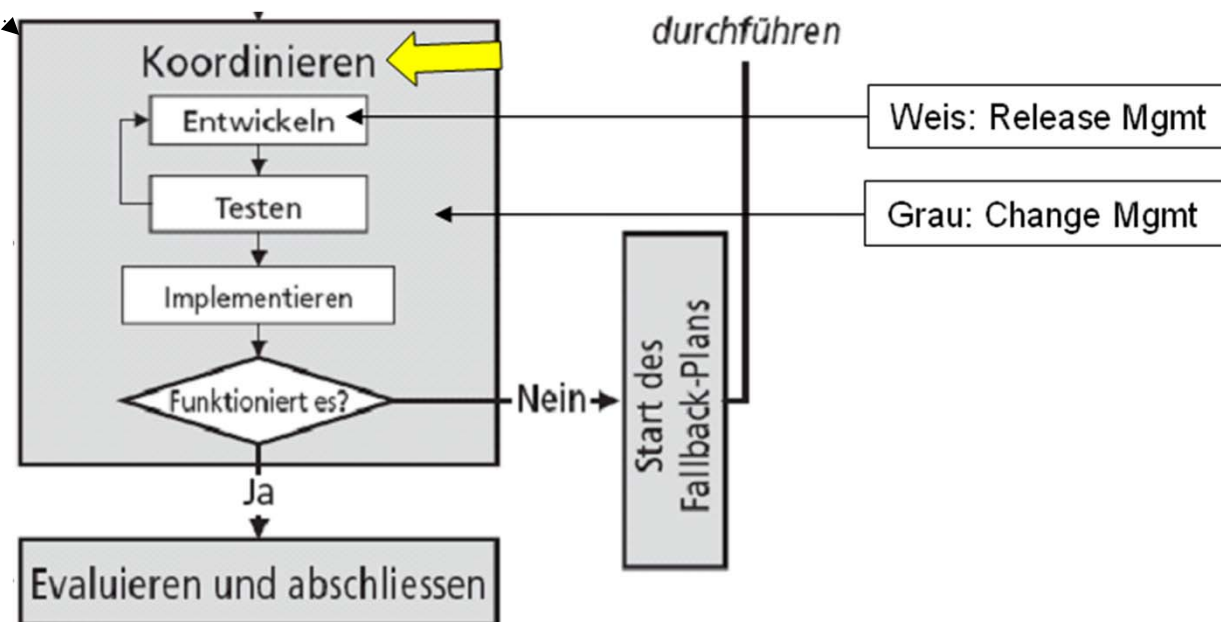 durchführen
Koordinieren
Entwickeln
Weis: Release Mgmt
Testen
Grau: Change Mgmt
Implementieren
Funktioniert es?
Nein
Start des
Fallback-Plans
Ja
Evaluieren und abschliessen